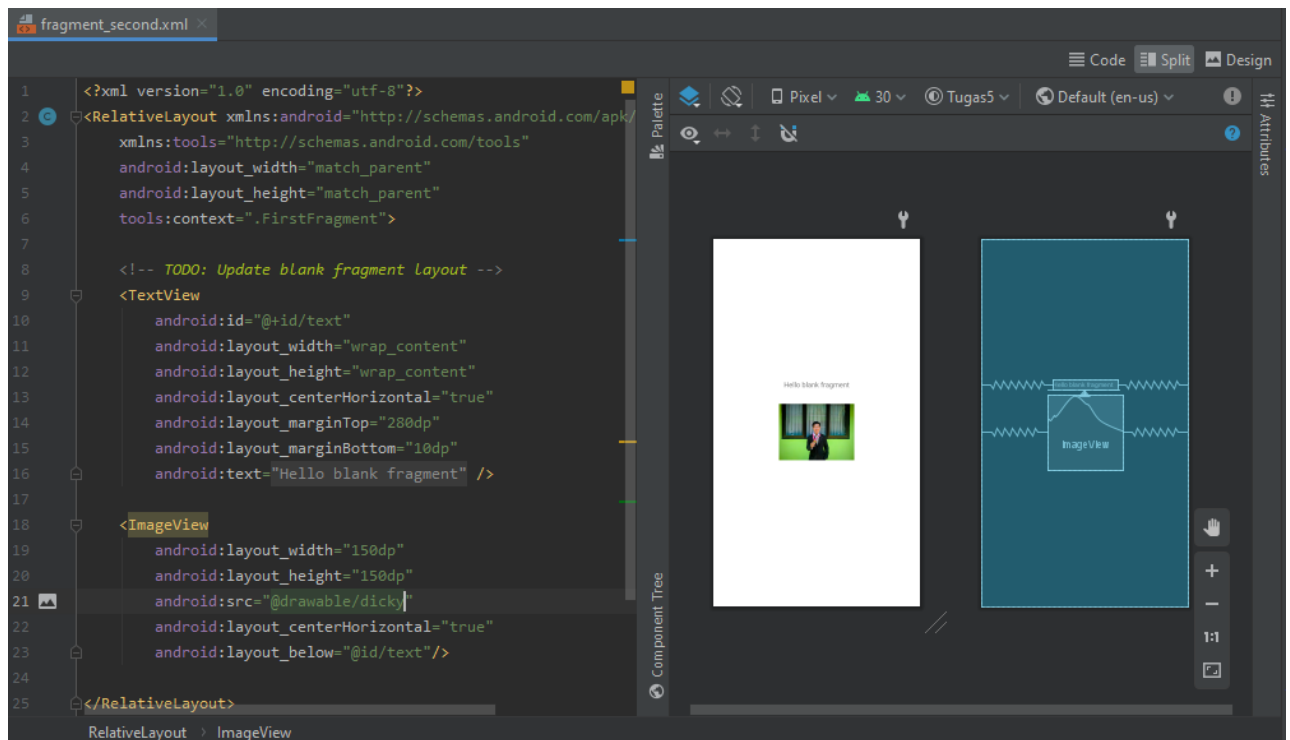 fragment_second.xml
Code Split Design
1 <?xml version="1.0" encoding="utf-8"?>
2 <RelativeLayout xmlns:android="http://schemas.android.com/apk/
3 xmlns:tools="http://schemas.android.com/tools"
4 android:layout_width="match_parent"
5 android:layout_height="match_parent"
6 tools:context=".FirstFragment">
7
8 <!-- TODO: Update blank fragment layout -->
9 <TextView
10 android:id="@+id/text"
11 android:layout_width="wrap_content"
12 android:layout_height="wrap_content"
13 android:layout_centerHorizontal="true"
14 android:layout_marginTop="280dp"
15 android:layout_marginBottom="10dp"
16 android:text="Hello blank fragment" />
17
18 <ImageView
19 android:layout_width="150dp"
20 android:layout_height="150dp"
21 android:src="@drawable/dicky"
22 android:layout_centerHorizontal="true"
23 android:layout_below="@id/text"/>
24
25 </RelativeLayout>
RelativeLayout > ImageView
Palette
Component Tree
Pixel 30 Tugas5 Default (en-us)
Attributes
Hello blank fragment
Hello blank fragment
ImageView
1:1